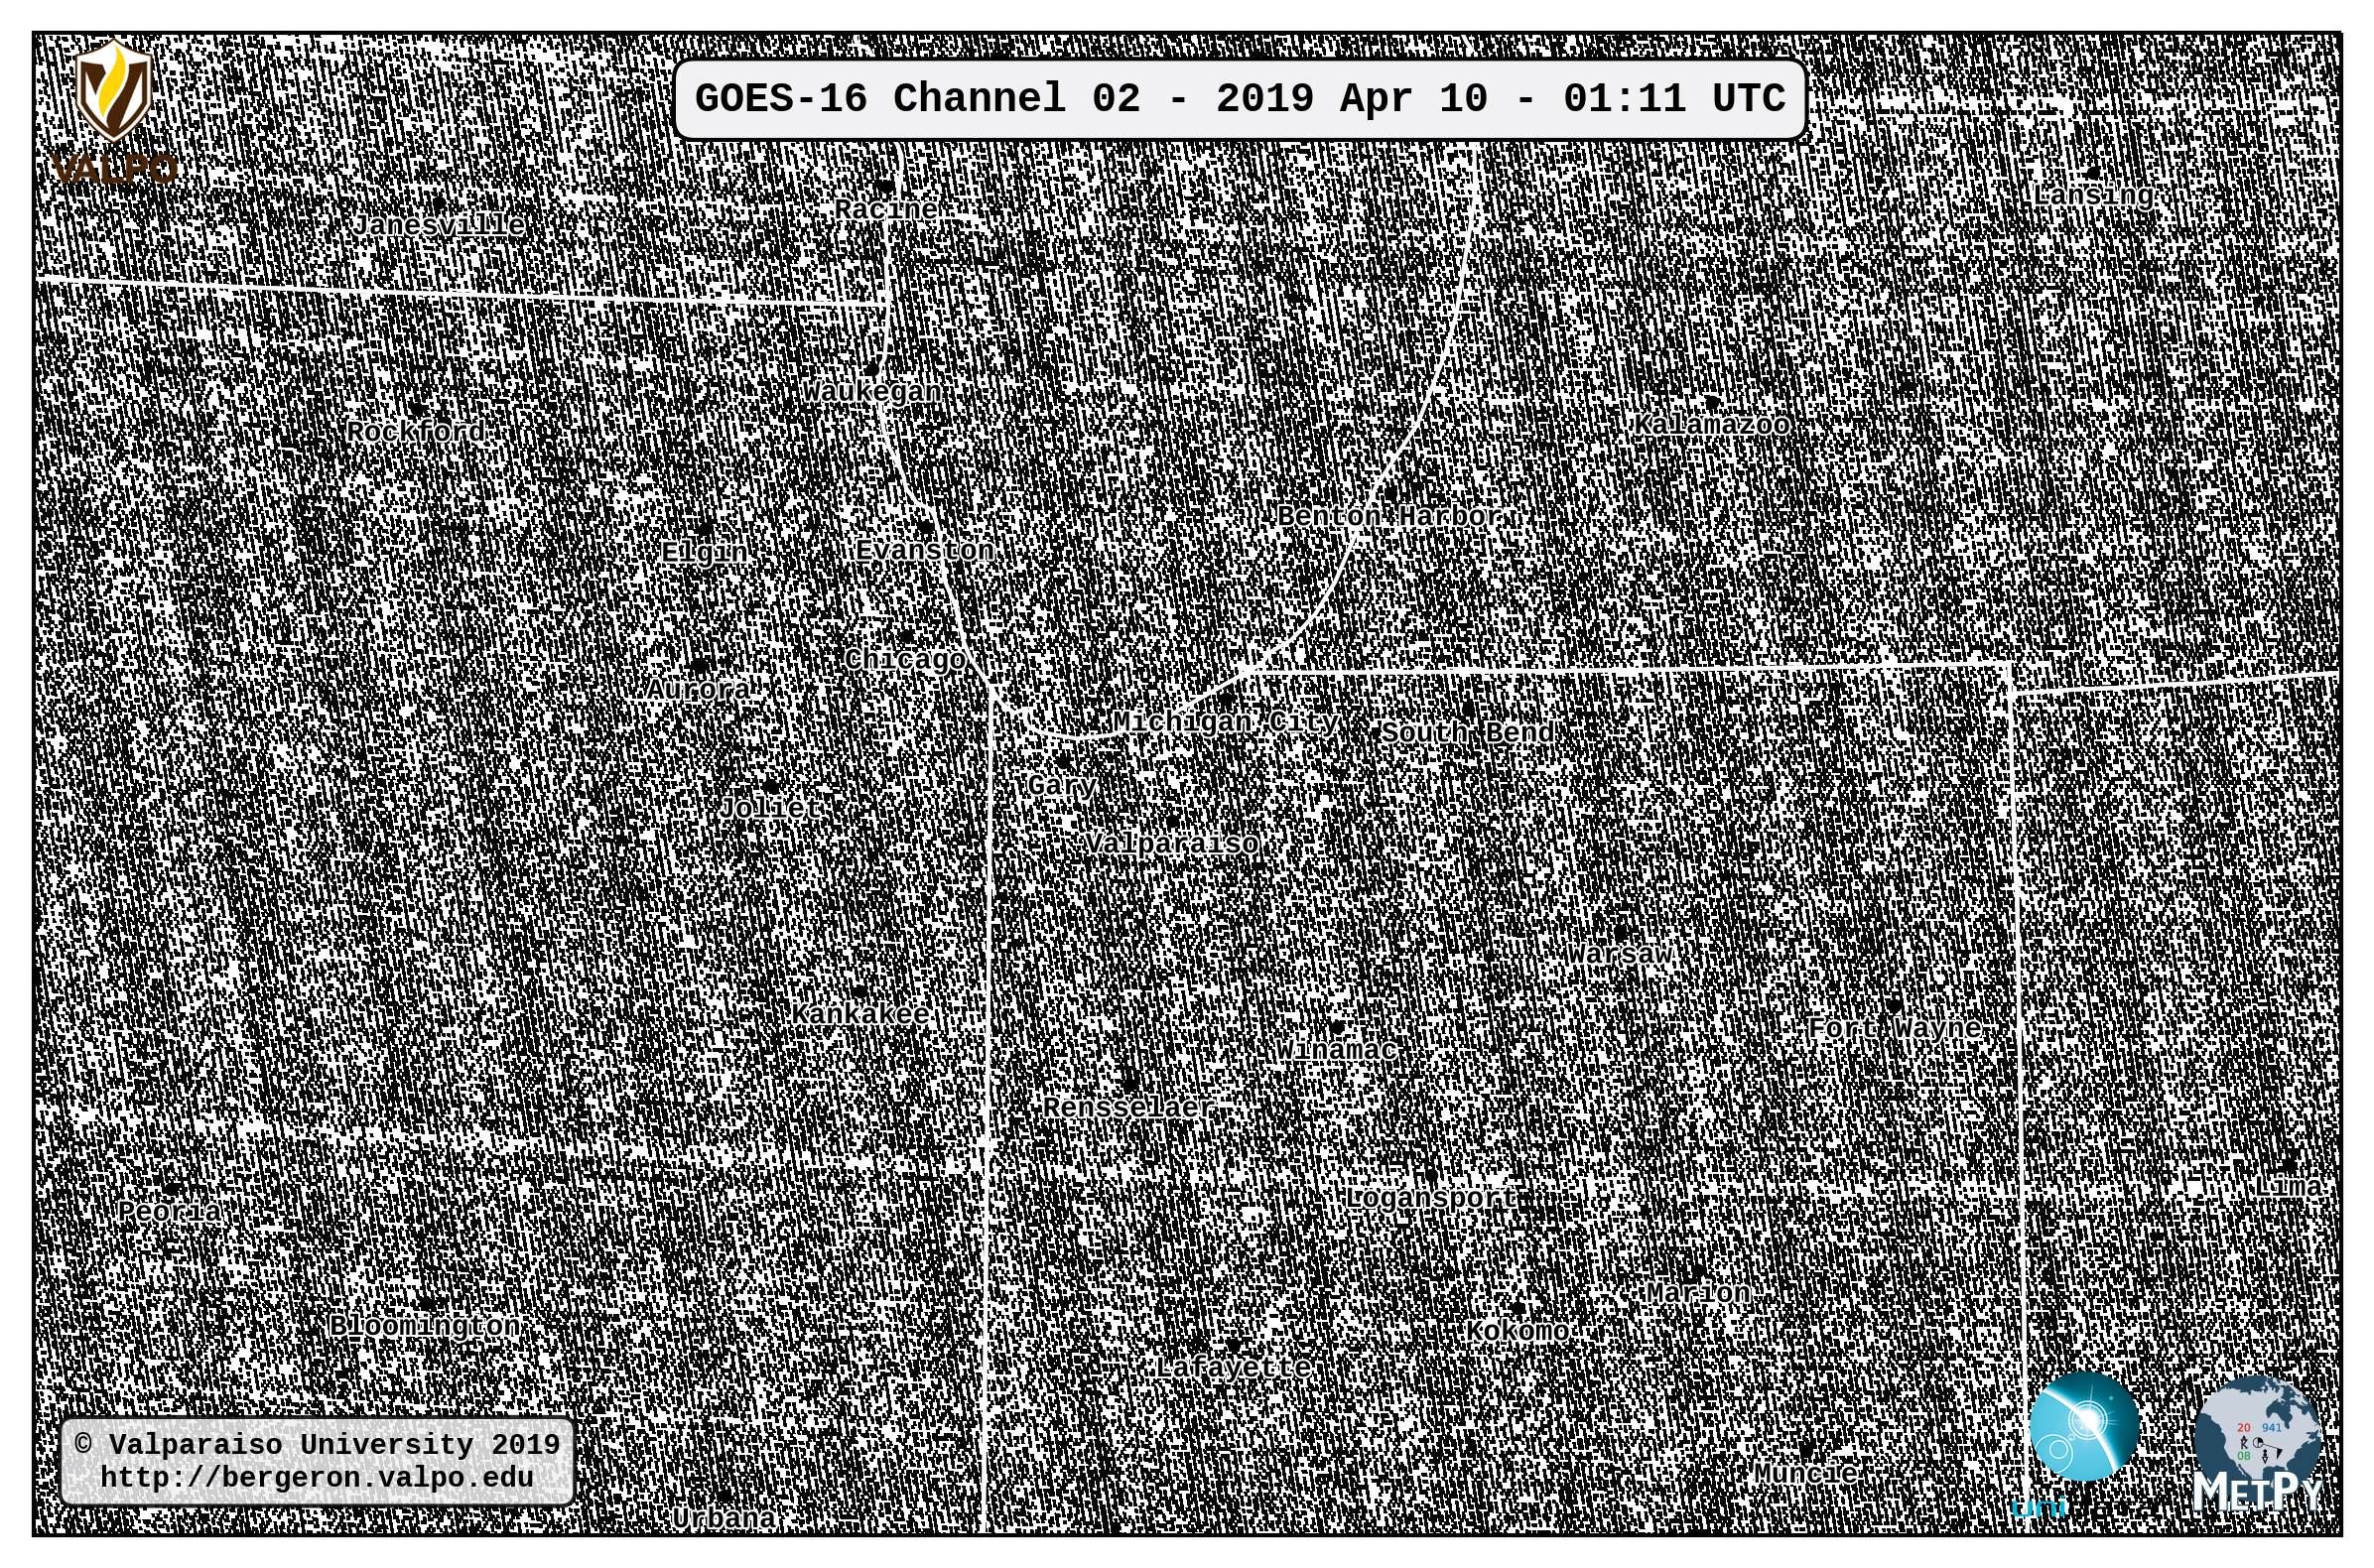 GOES-16 Channel 02 - 2019 Apr 10 - 01:11 UTC
VALPO
Janesville
Racine
Lansing
Waukegan
Rockford
Kalamazoo
Benton Harbor
Elgin
Evanston
Chicago
Aurora
Michigan City
South Bend
Gary
Joliet
Valparaiso
Warsaw
Kankakee
Fort Wayne
Winamac
Rensselaer
Logansport
Lima
Peoria
Marion
Bloomington
Kokomo
Lafayette
20 941
08
© Valparaiso University 2019
http://bergeron.valpo.edu
Muncie
METPY
unidata
Urbana